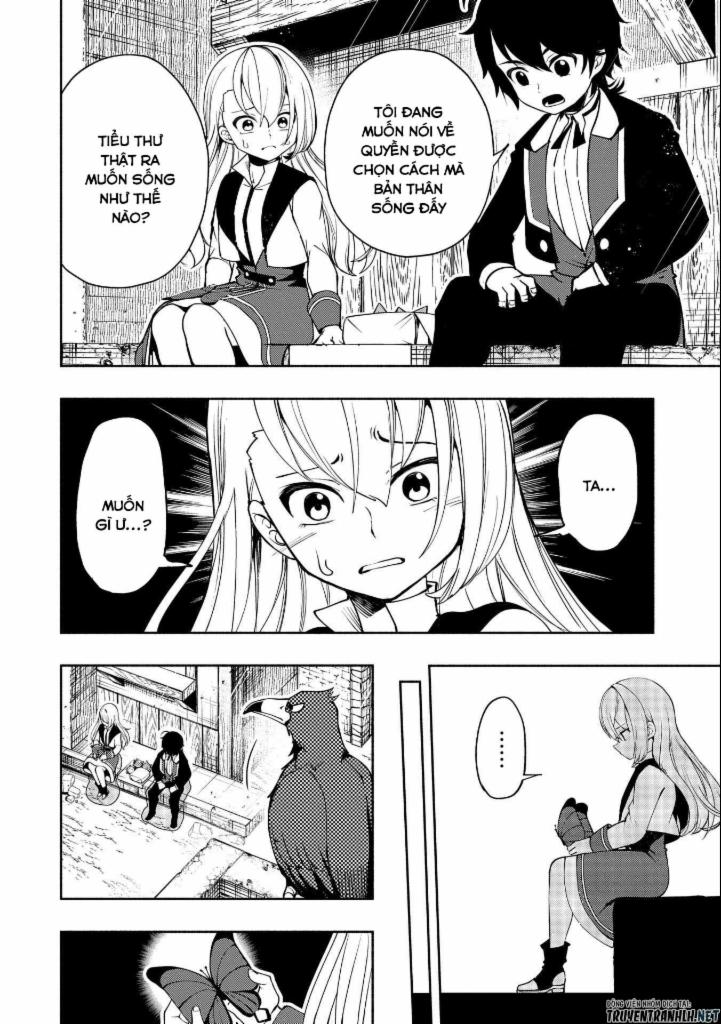 TÔI ĐANG
MUỐN NÓI VỀ
QUYỀN ĐƯỢC
CHỌN CÁCH MÀ
BẢN THÂN
SỐNG ĐẤY
TIỂU THƯ
THẬT RA
MUỐN SỐNG
NHƯ THẾ
NÀO?
TA...
MUỐN
GÌ Ư...?
......
ĐỘNG VIÊN NHÓM DỊCH TẠI:
TRUYENTRANHLH.NET